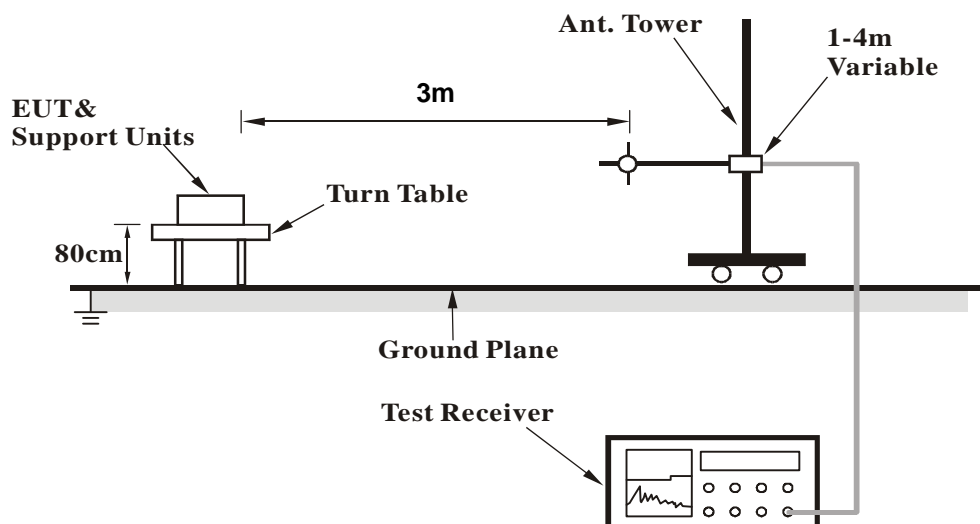 Ant. Tower
1-4m
Variable
3m
EUT&
Support Units
Turn Table
80cm
Ground Plane
Test Receiver